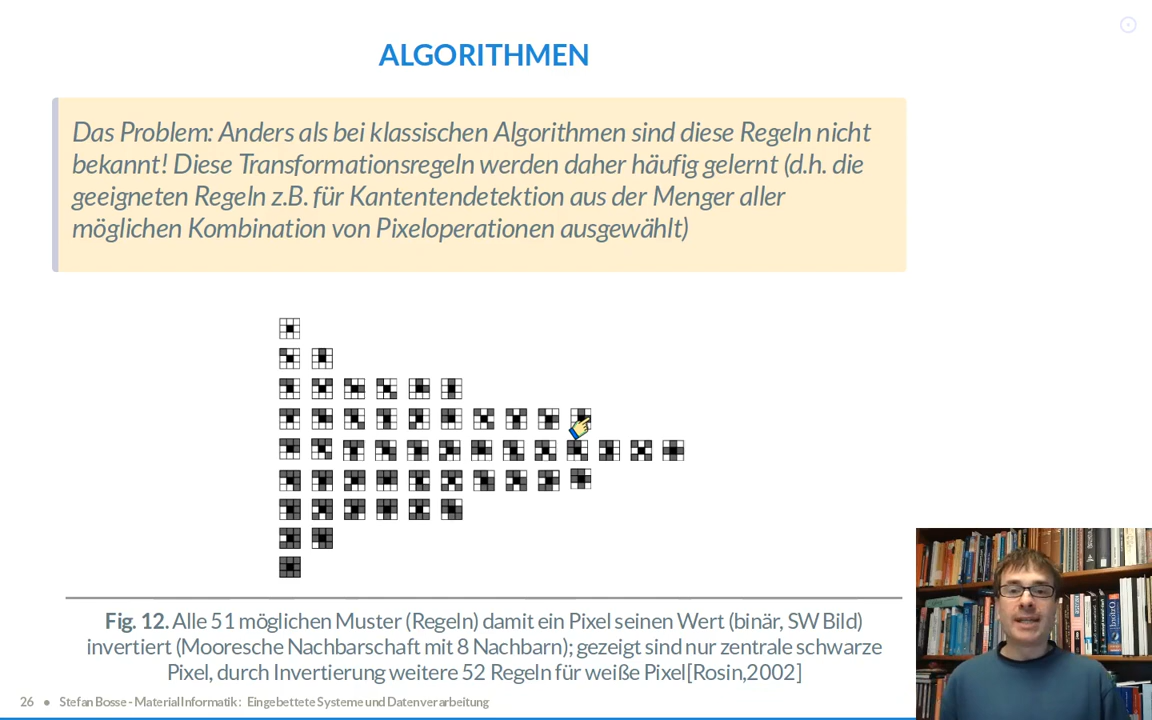 ALGORITHMEN
Das Problem: Anders als bei klassischen Algorithmen sind diese Regeln nicht
bekannt! Diese Transformationsregeln werden daher häufig gelernt (d.h. die
geeigneten Regeln z.B. für Kantentendetektion aus der Menger aller
möglichen Kombination von Pixeloperationen ausgewählt)
Fig. 12. Alle 51 möglichen Muster (Regeln) damit ein Pixel seinen Wert (binär, SW Bild)
invertiert (Mooresche Nachbarschaft mit 8 Nachbarn); gezeigt sind nur zentrale schwarze
Pixel, durch Invertierung weitere 52 Regeln für weiße Pixel[Rosin,2002]
26 • Stefan Bosse - Material Informatik : Eingebettete Systeme und Datenverarbeitung